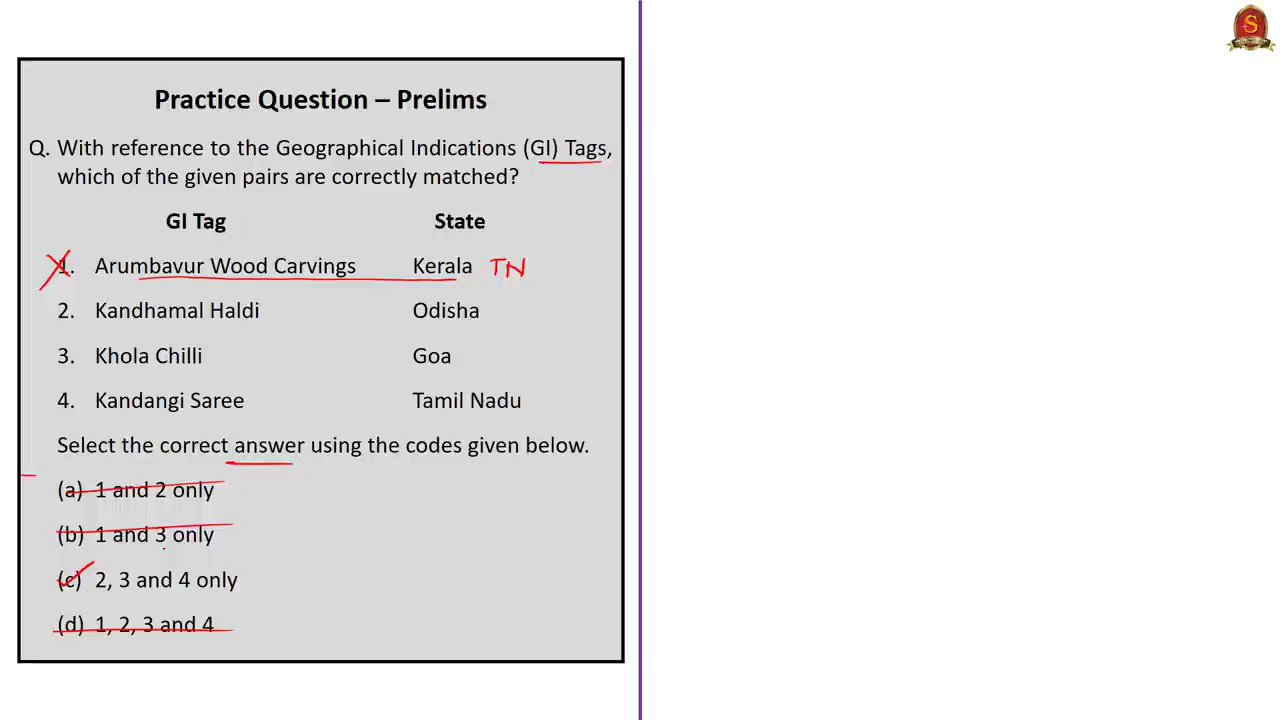 Practice Question – Prelims
Q. With reference to the Geographical Indications (GI) Tags,
which of the given pairs are correctly matched?
GI Tag State
1. Arumbavur Wood Carvings Kerala TN
2. Kandhamal Haldi Odisha
3. Khola Chilli Goa
4. Kandangi Saree Tamil Nadu
Select the correct answer using the codes given below.
(a) 1 and 2 only
(b) 1 and 3 only
(c) 2, 3 and 4 only
(d) 1, 2, 3 and 4
S